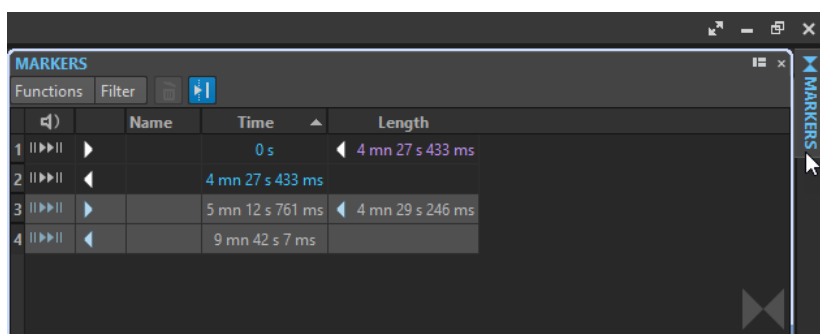 MARKERS
Functions Filter
Name Time Length
1 0 s 4 mn 27 s 433 ms
2 4 mn 27 s 433 ms
3 5 mn 12 s 761 ms 4 mn 29 s 246 ms
4 9 mn 42 s 7 ms
MARKERS